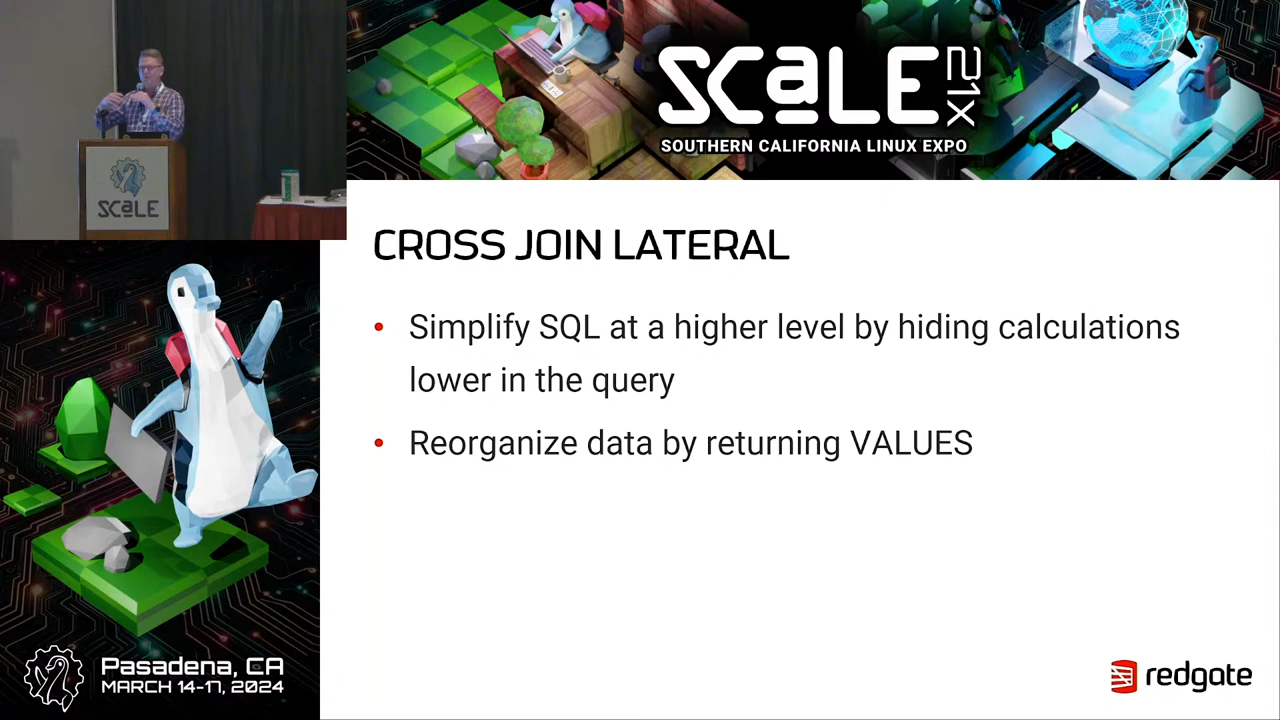 SCaLE 21X
SOUTHERN CALIFORNIA LINUX EXPO
SCaLE
CROSS JOIN LATERAL
• Simplify SQL at a higher level by hiding calculations
lower in the query
• Reorganize data by returning VALUES
Pasadena, CA
MARCH 14-17, 2024
redgate